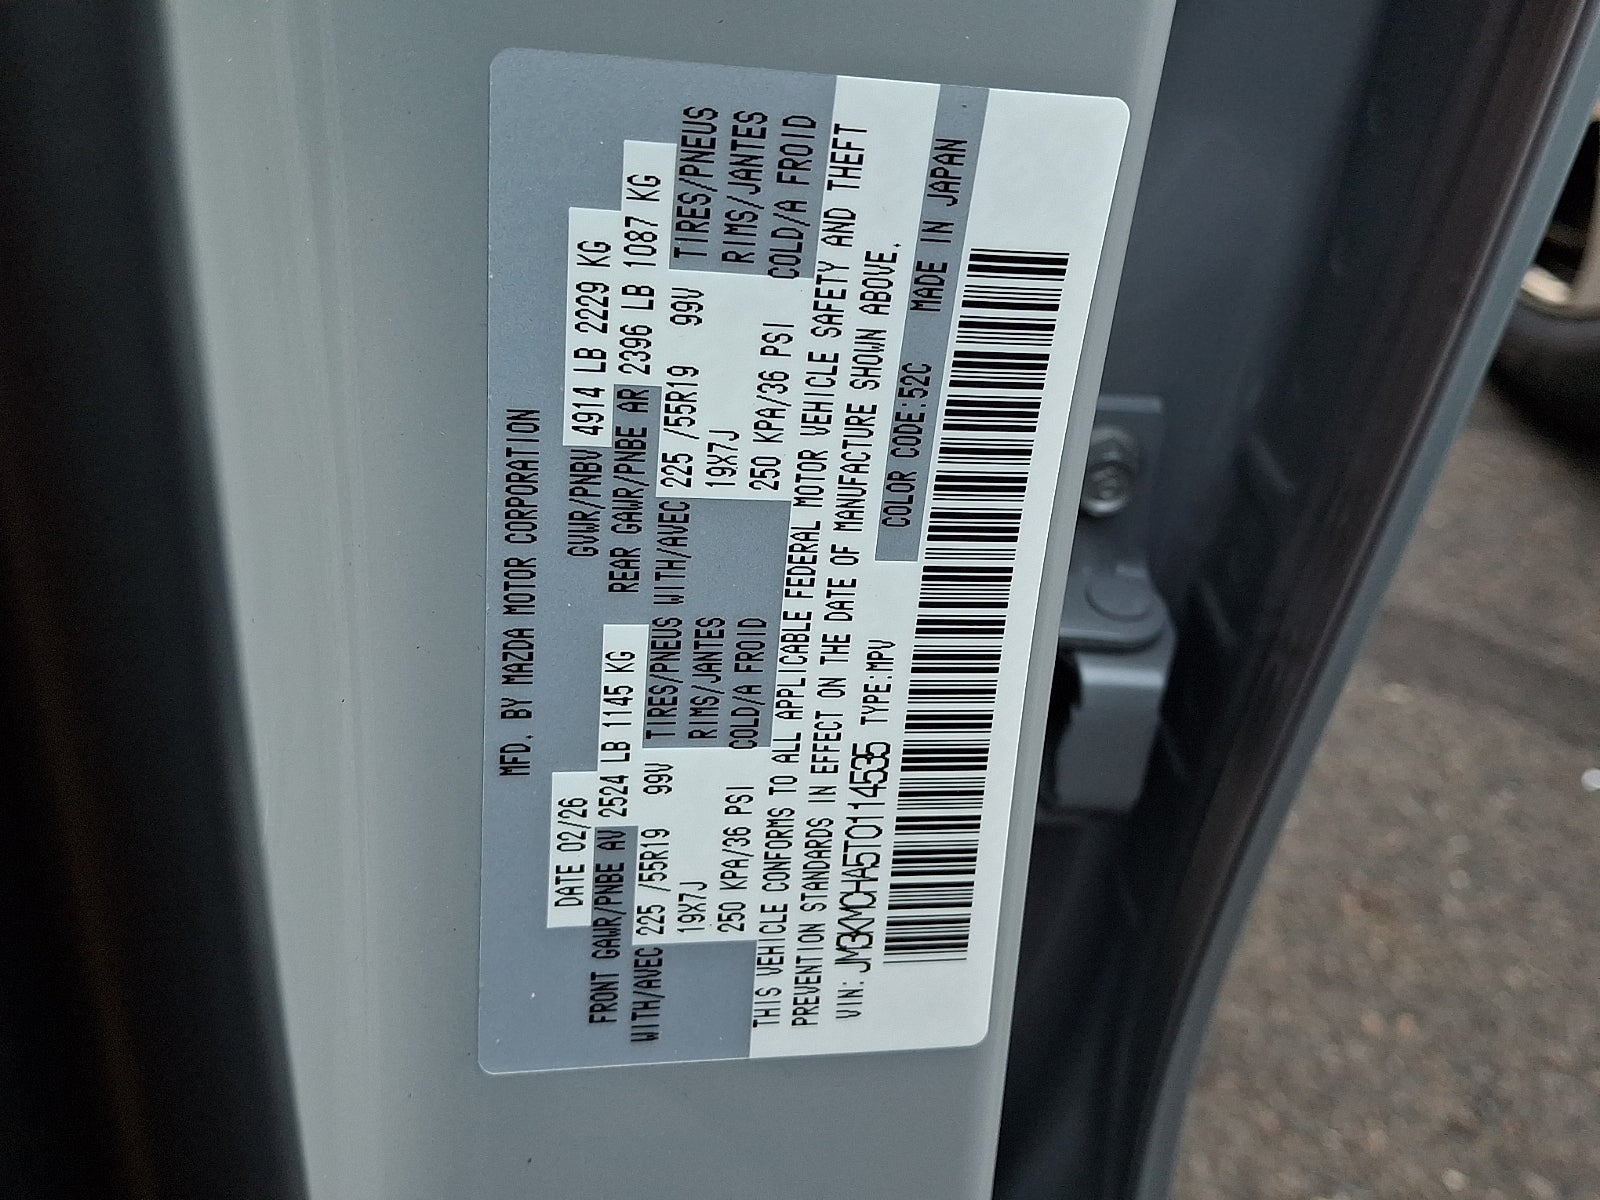 MFD. BY MAZDA MOTOR CORPORATION
DATE 02/26 GVWR/PNBV 4914 LB 2229 KG
FRONT GAWR/PNBE AV 2524 LB 1145 KG REAR GAWR/PNBE AR 2396 LB 1087 KG
WITH/AVEC 225 /55R19 99V TIRES/PNEUS WITH/AVEC 225 /55R19 99V TIRES/PNEUS
19X7J RIMS/JANTES 19X7J RIMS/JANTES
250 KPA/36 PSI COLD/A FROID 250 KPA/36 PSI COLD/A FROID
THIS VEHICLE CONFORMS TO ALL APPLICABLE FEDERAL MOTOR VEHICLE SAFETY AND THEFT
PREVENTION STANDARDS IN EFFECT ON THE DATE OF MANUFACTURE SHOWN ABOVE.
VIN: JM3KMCHA5T0114535 TYPE:MPV COLOR CODE:52C MADE IN JAPAN